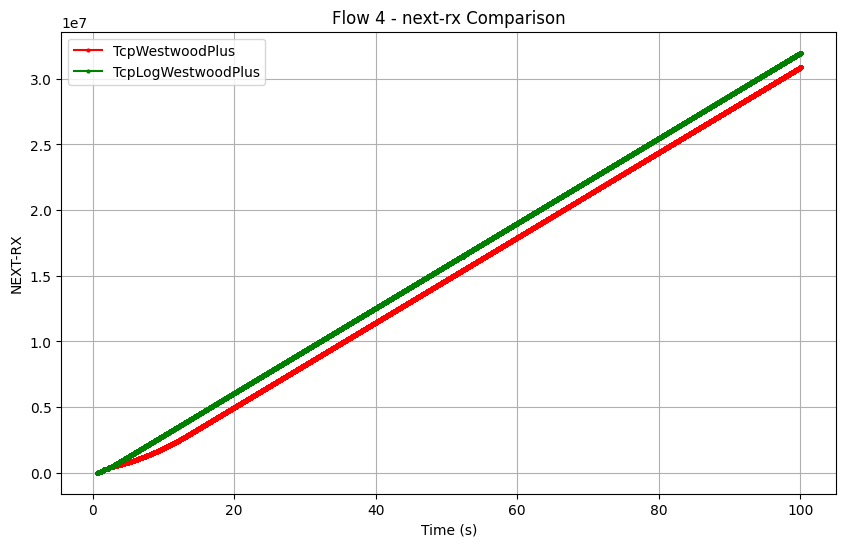 Flow 4 - next-rx Comparison
1e7
TcpWestwoodPlus
TcpLogWestwoodPlus
3.0
2.5
2.0
1.5
1.0
0.5
0.0
NEXT-RX
0 20 40 60 80 100
Time (s)